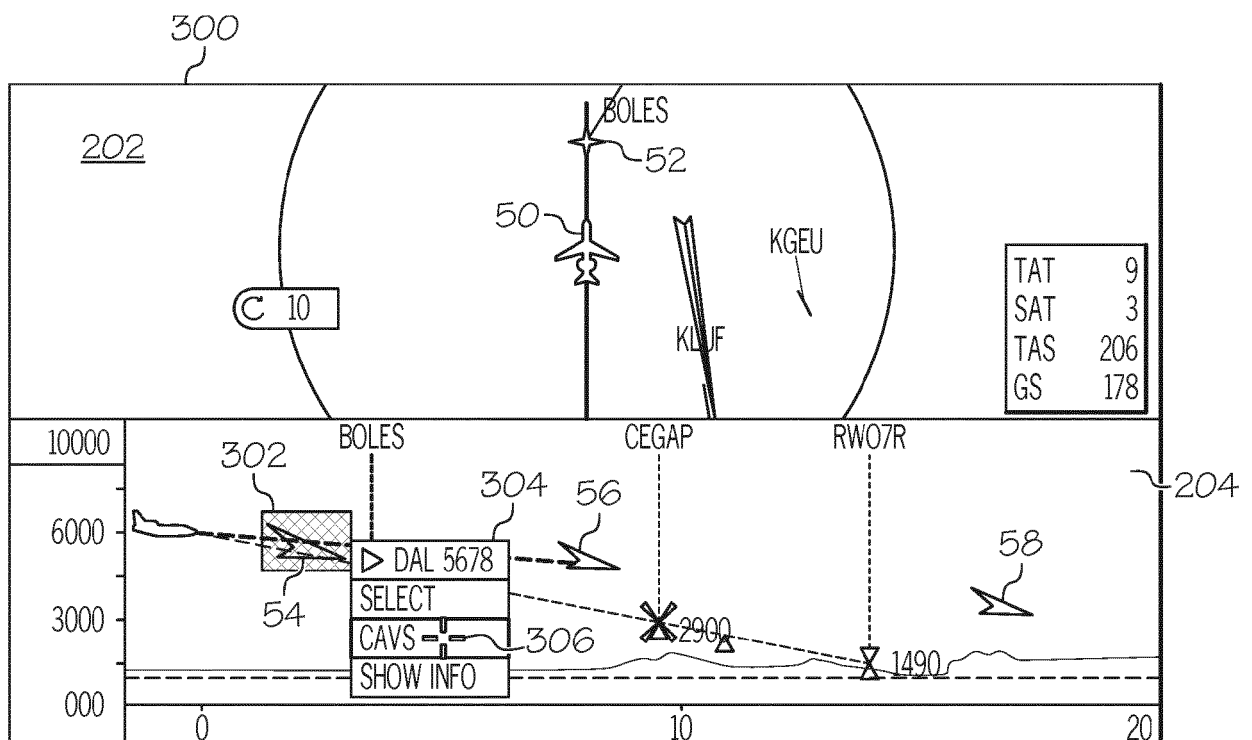 300
BOLES
202
52
50
KGEU
TAT 9
SAT 3
TAS 206
GS 178
10
KLUF
10000
BOLES
CEGAP
RW07R
302
304
56
204
6000
DAL 5678
58
54
SELECT
3000
2900
CAVS
306
1490
SHOW INFO
000
0
10
20